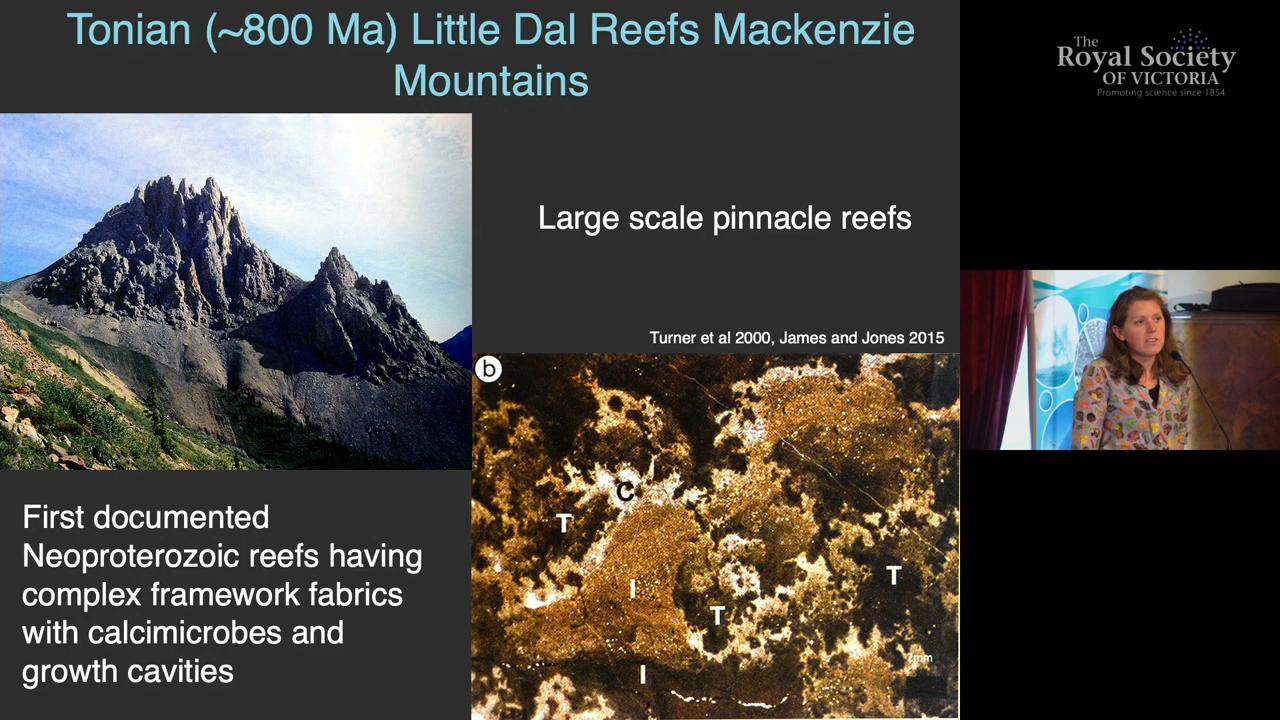 Tonian (~800 Ma) Little Dal Reefs Mackenzie
Mountains
The
Royal Society
OF VICTORIA
Promoting science since 1854
Large scale pinnacle reefs
Turner et al 2000, James and Jones 2015
b
C
T
I
T
T
I
2mm
First documented
Neoproterozoic reefs having
complex framework fabrics
with calcimicrobes and
growth cavities